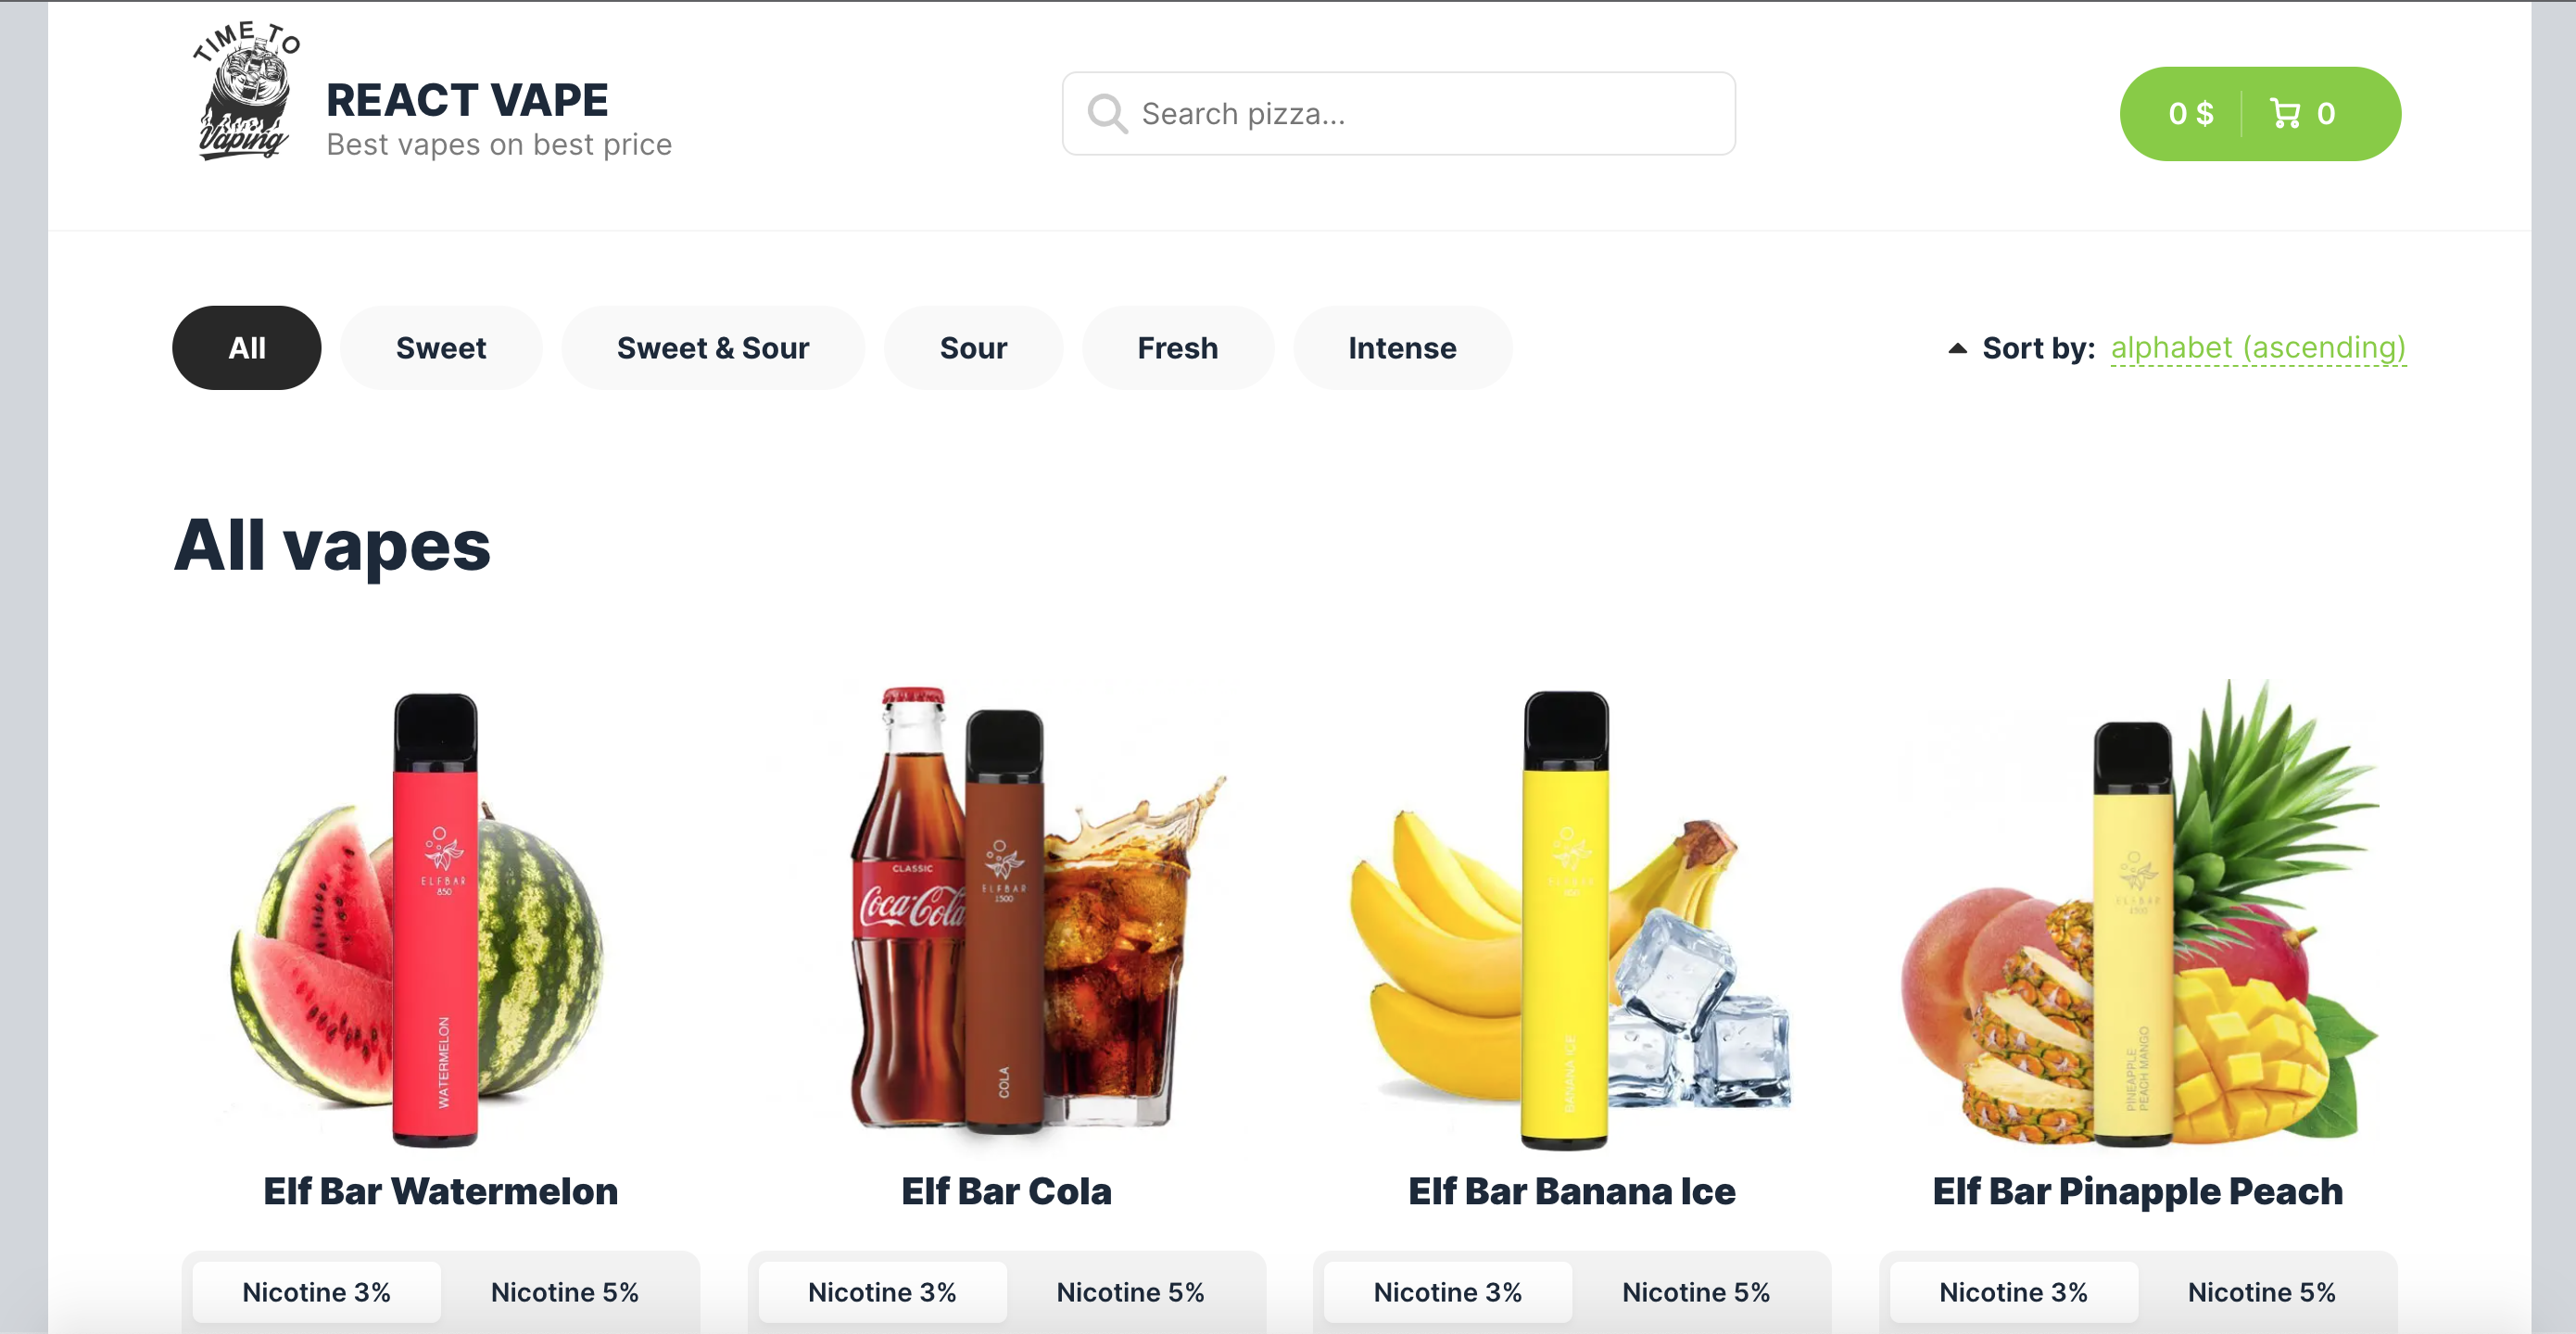 TIME TO
Vaping
REACT VAPE
Best vapes on best price
Search pizza...
0 $
0
All
Sweet
Sweet & Sour
Sour
Fresh
Intense
Sort by: alphabet (ascending)
All vapes
ELFBAR
850
WATERMELON
CLASSIC
Coca-Cola
ELFBAR
1500
COLA
BANANA ICE
ELFBAR
1500
PINEAPPLE
PEACH MANGO
Elf Bar Watermelon
Elf Bar Cola
Elf Bar Banana Ice
Elf Bar Pinapple Peach
Nicotine 3%
Nicotine 5%
Nicotine 3%
Nicotine 5%
Nicotine 3%
Nicotine 5%
Nicotine 3%
Nicotine 5%